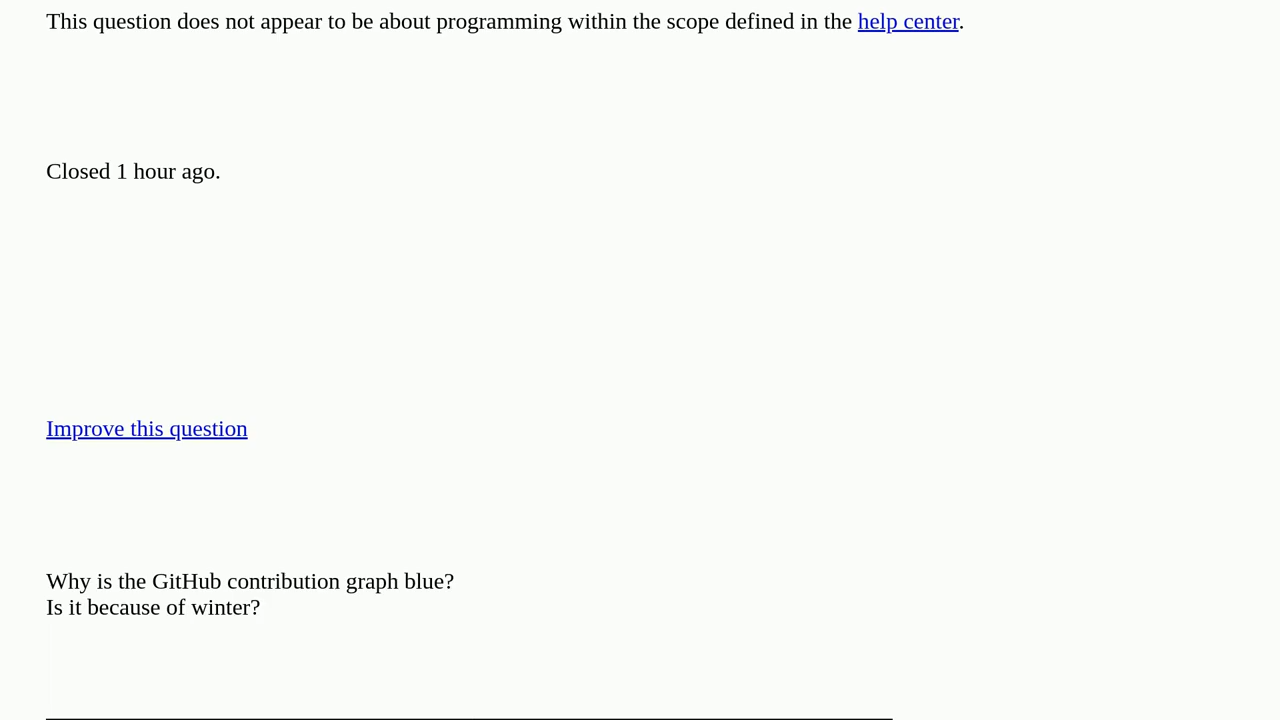 This question does not appear to be about programming within the scope defined in the help center.
Closed 1 hour ago.
Improve this question
Why is the GitHub contribution graph blue?
Is it because of winter?